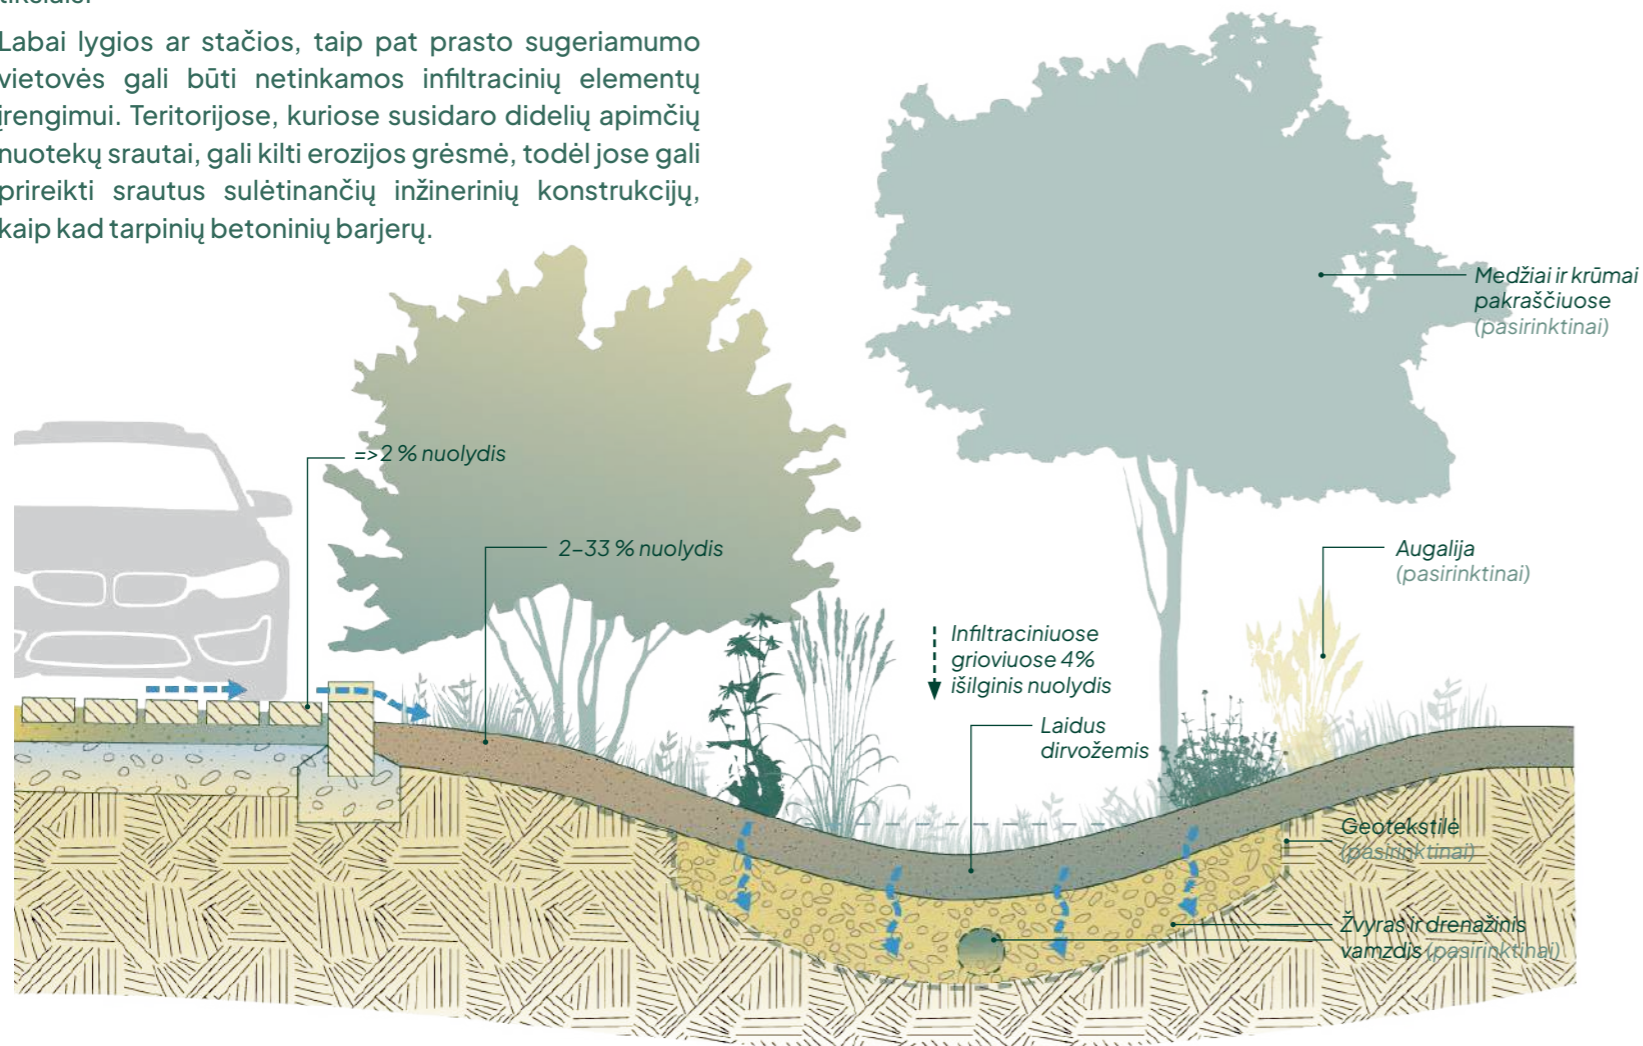 Labai lygios ar stačios, taip pat prasto sugeriamumo
vietovės gali būti netinkamos infiltracinių elementų
įrengimui. Teritorijose, kuriose susidaro didelių apimčių
nuotekų srautai, gali kilti erozijos grėsmė, todėl jose gali
prireikti srautus sulėtinančių inžinerinių konstrukcijų,
kaip kad tarpinių betoninių barjerų.
Medžiai ir krūmai
pakraščiuose
(pasirinktinai)
=>2 % nuolydis
2–33 % nuolydis
Augalija
(pasirinktinai)
Infiltraciniuose
grioviuose 4%
išilginis nuolydis
Laidus
dirvožemis
Geotekstilė
(pasirinktinai)
Žvyras ir drenažinis
vamzdis (pasirinktinai)